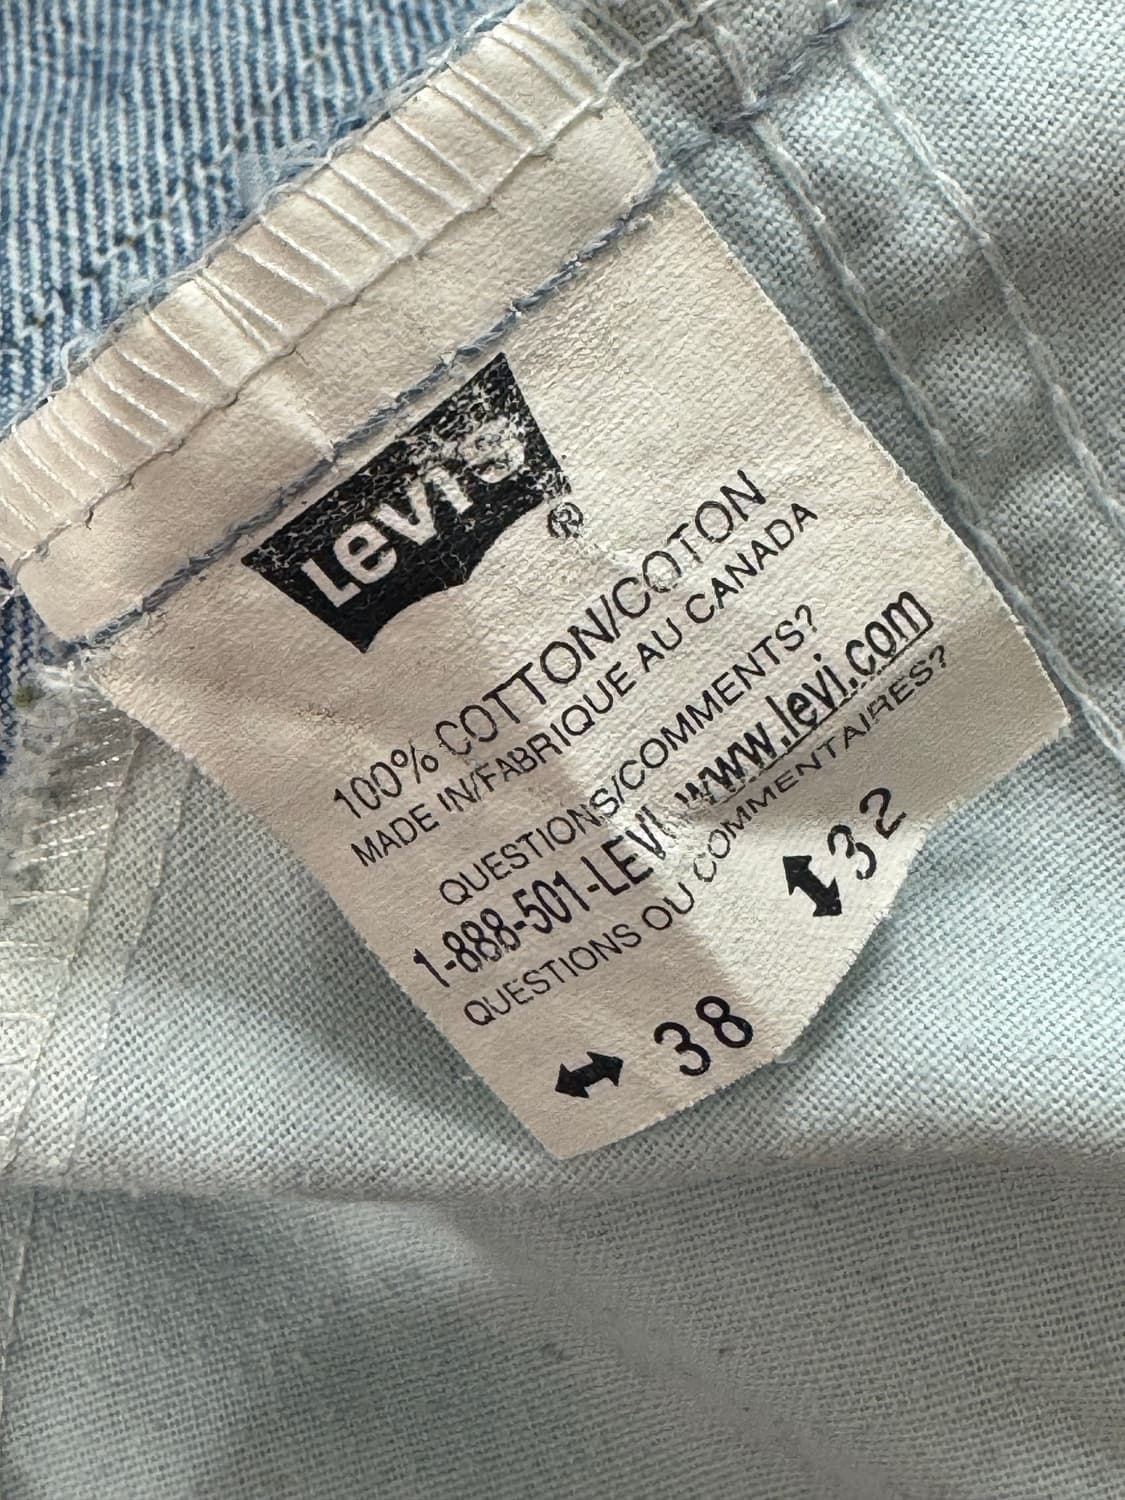 Levi's®
100% COTTON/COTON
MADE IN/FABRIQUE AU CANADA
QUESTIONS/COMMENTS?
1-888-501-LEVI www.levi.com
QUESTIONS OU COMMENTAIRES?
↔ 38 ↕32